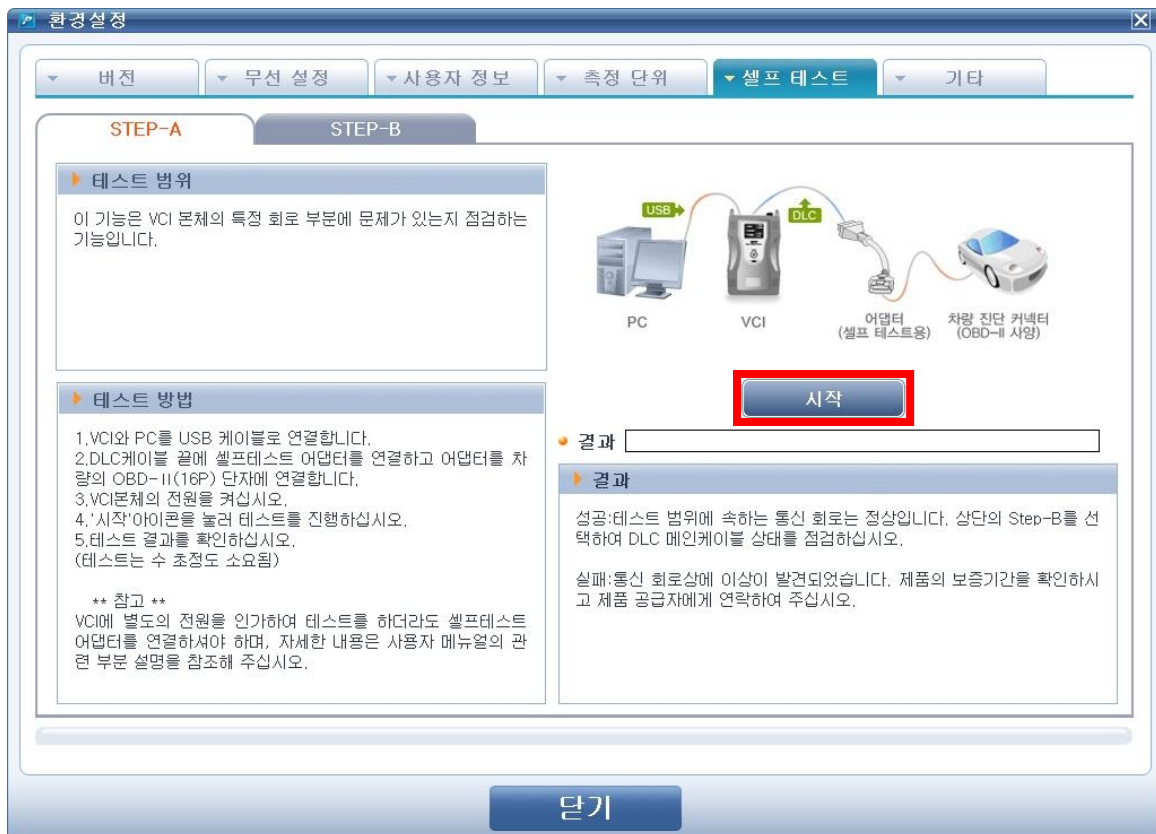 환경설정
버전
무선 설정
사용자 정보
측정 단위
셀프 테스트
기타
STEP-A
STEP-B
테스트 범위
이 기능은 VCI 본체의 특정 회로 부분에 문제가 있는지 점검하는
기능입니다.
USB
DLC
PC
VCI
어댑터
(셀프 테스트용)
차량 진단 커넥터
(OBD-II 사양)
테스트 방법
1.VCI와 PC를 USB 케이블로 연결합니다.
2.DLC케이블 끝에 셀프테스트 어댑터를 연결하고 어댑터를 차
량의 OBD-II(16P) 단자에 연결합니다.
3.VCI본체의 전원을 켜십시오.
4.'시작'아이콘을 눌러 테스트를 진행하십시오.
5.테스트 결과를 확인하십시오.
(테스트는 수 초정도 소요됨)
** 참고 **
VCI에 별도의 전원을 인가하여 테스트를 하더라도 셀프테스트
어댑터를 연결하셔야 하며, 자세한 내용은 사용자 메뉴얼의 관
련 부분 설명을 참조해 주십시오.
시작
결과
결과
성공:테스트 범위에 속하는 통신 회로는 정상입니다. 상단의 Step-B를 선
택하여 DLC 메인케이블 상태를 점검하십시오.
실패:통신 회로상에 이상이 발견되었습니다. 제품의 보증기간을 확인하시
고 제품 공급자에게 연락하여 주십시오.
닫기